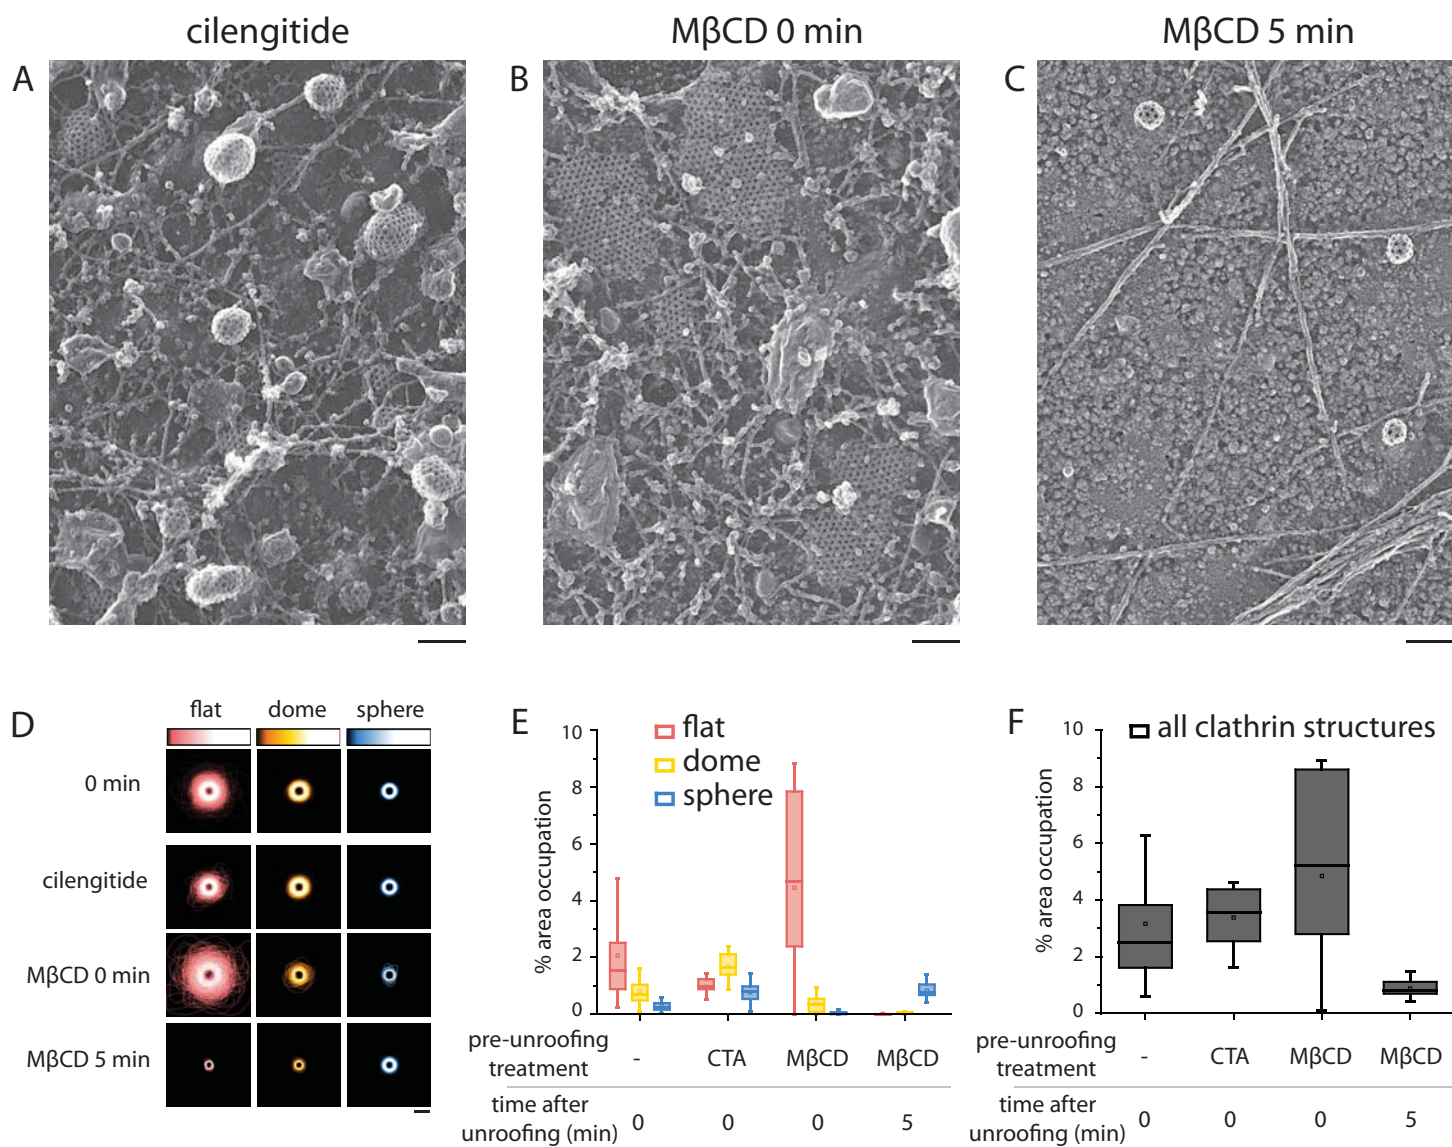 cilengitide
MβCD 0 min
MβCD 5 min
A
B
C
D
flat
dome
sphere
0 min
cilengitide
MβCD 0 min
MβCD 5 min
E
flat
dome
sphere
% area occupation
10
8
6
4
2
0
pre-unroofing
treatment
- CTA MβCD MβCD
time after
unroofing (min)
0 0 0 5
F
all clathrin structures
% area occupation
10
8
6
4
2
0
pre-unroofing
treatment
- CTA MβCD MβCD
time after
unroofing (min)
0 0 0 5